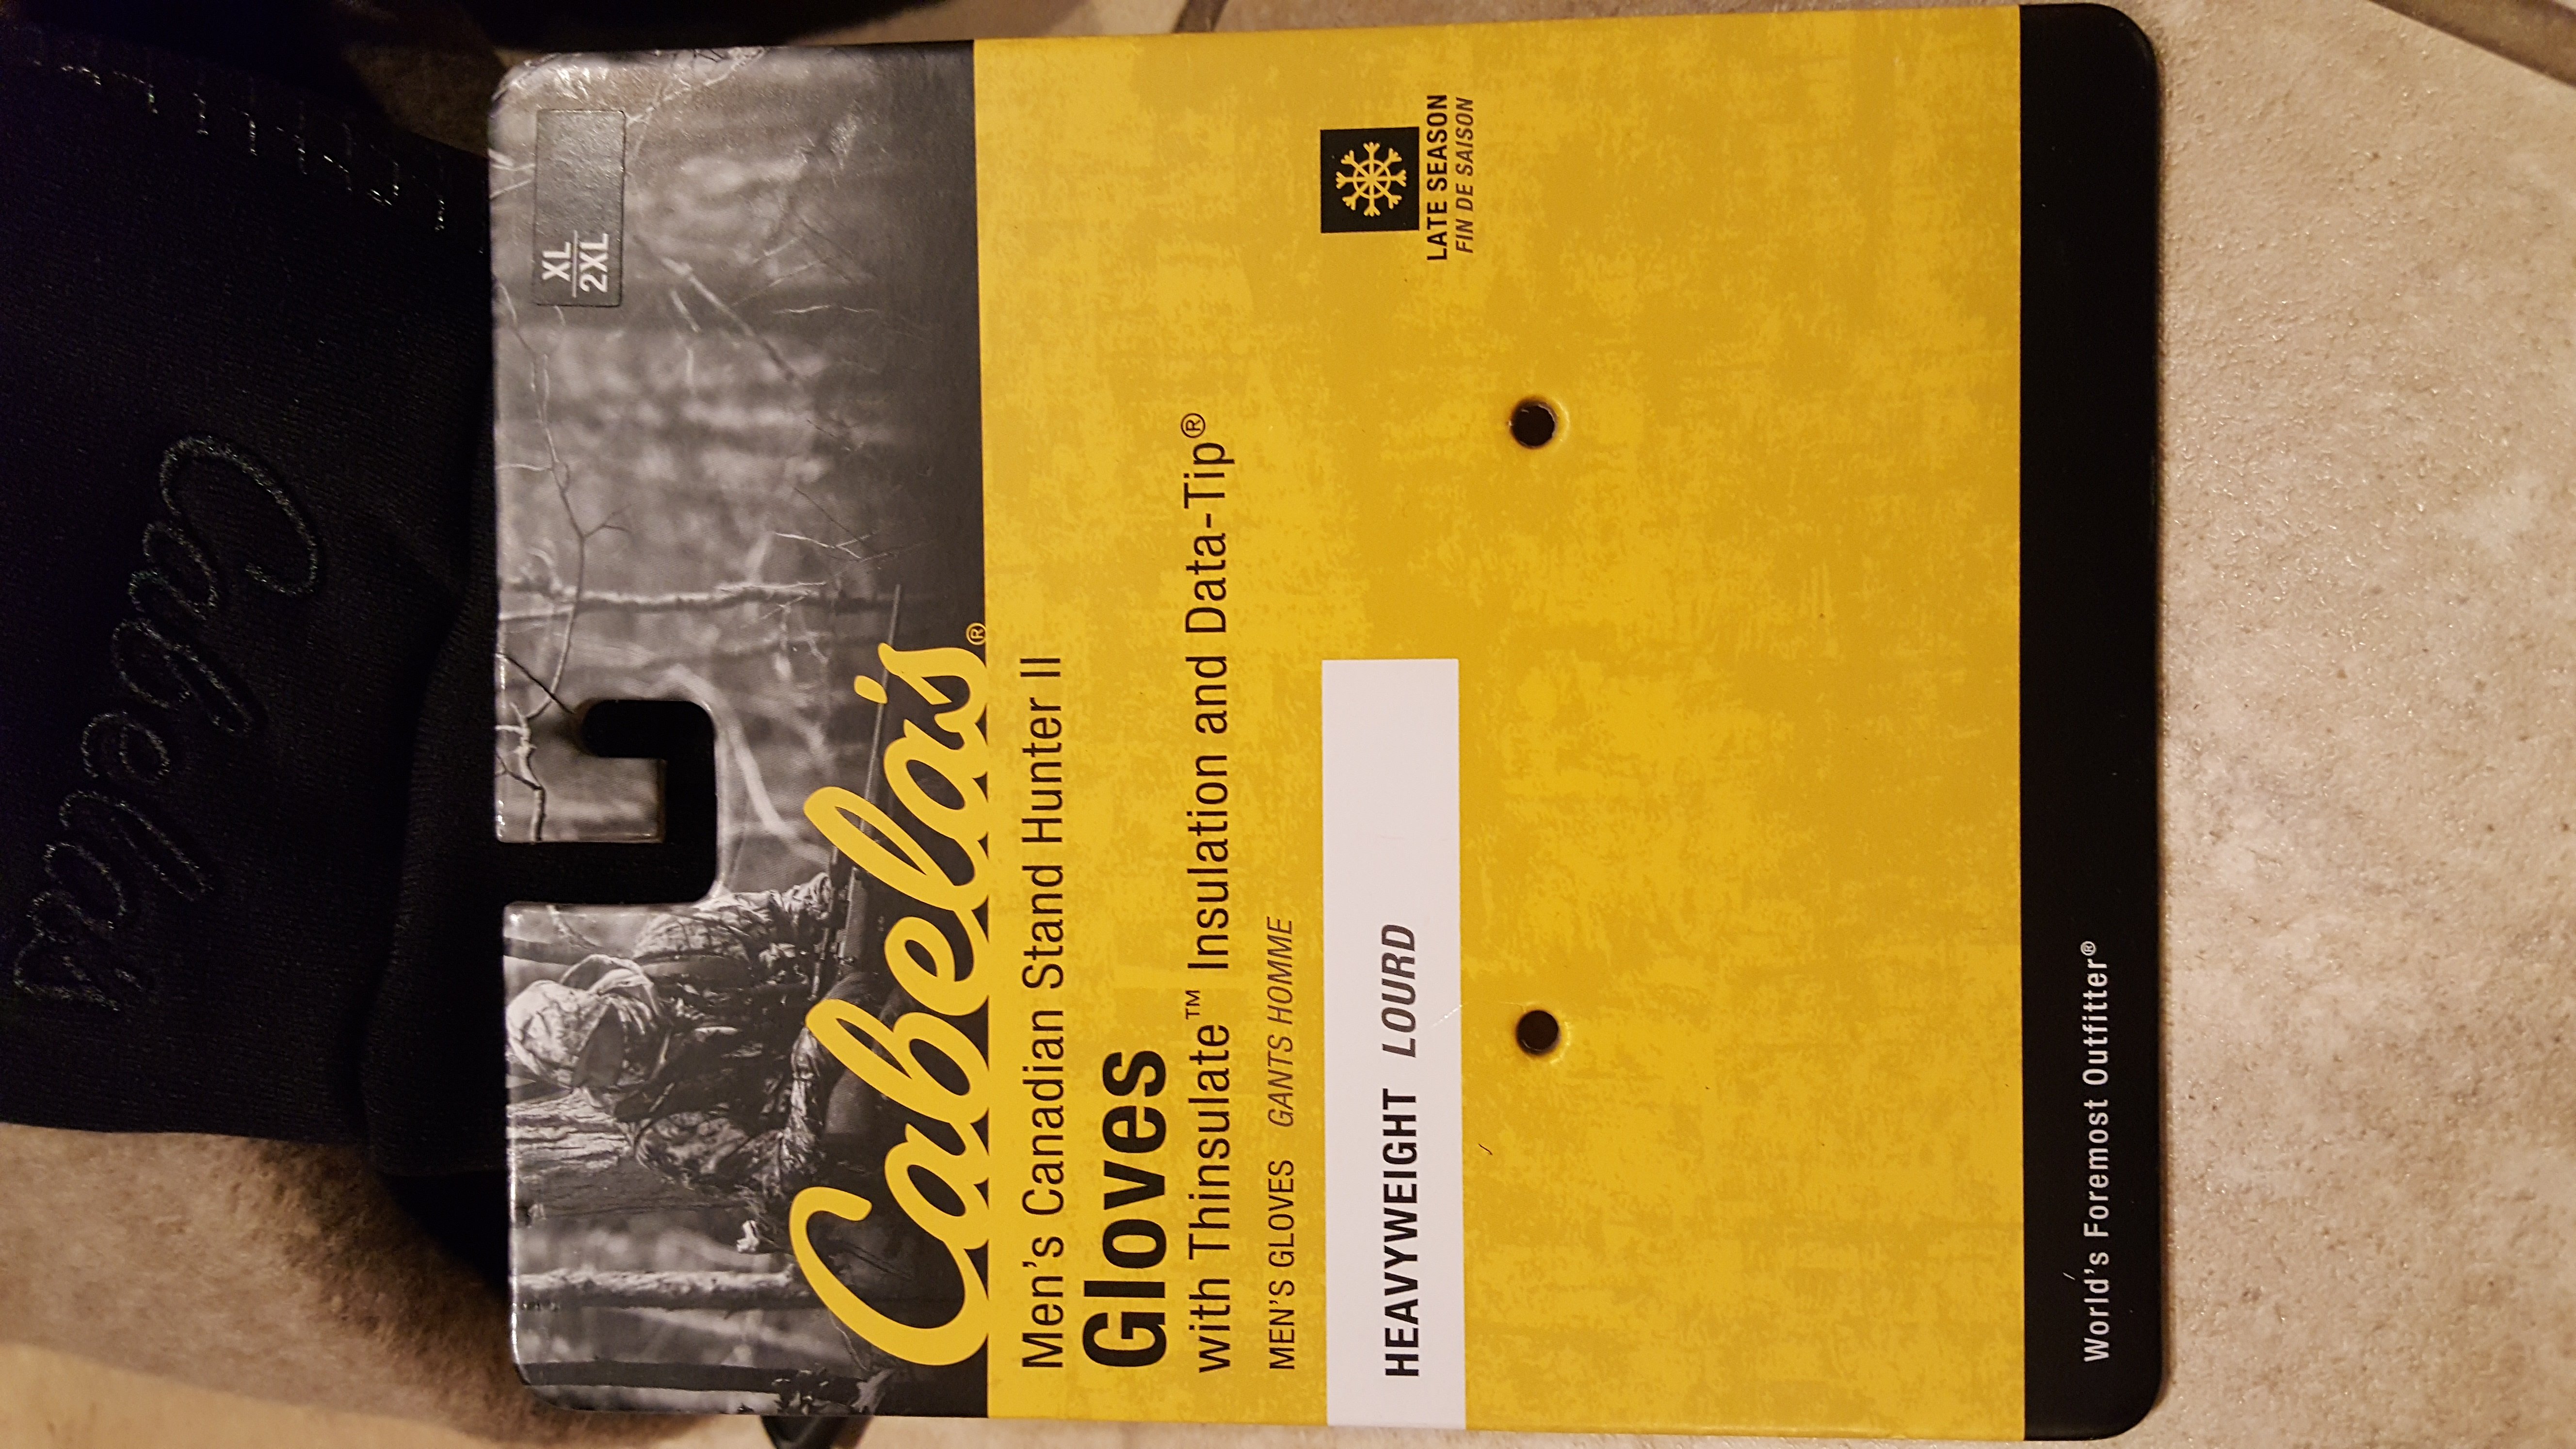 XL
2XL
Cabela's®
Men's Canadian Stand Hunter II
Gloves
with Thinsulate™ Insulation and Data-Tip®
MEN'S GLOVES GANTS HOMME
HEAVYWEIGHT LOURD
LATE SEASON
FIN DE SAISON
World's Foremost Outfitter®
Cabela's